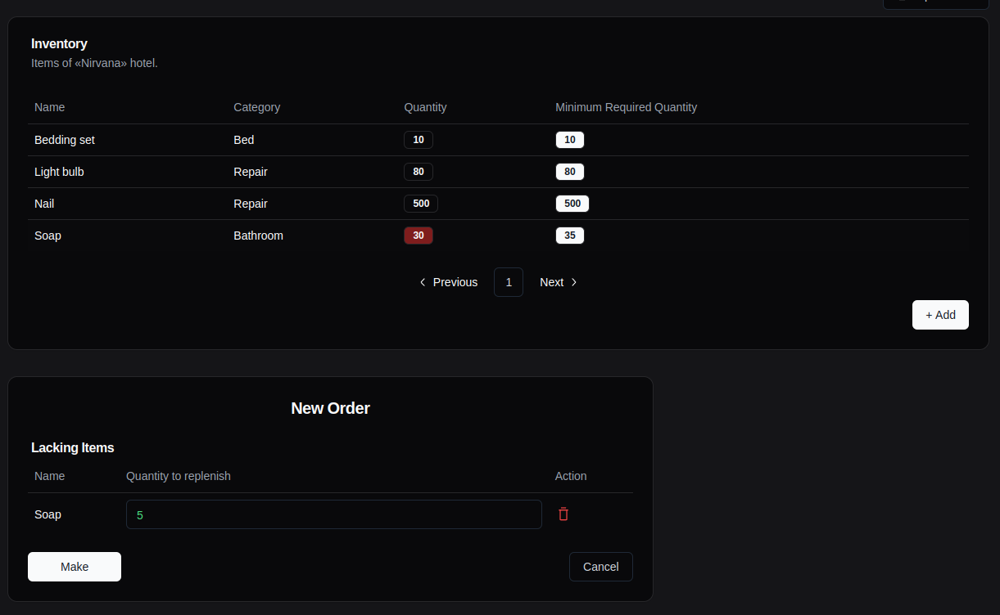 Inventory
Items of «Nirvana» hotel.
Name Category Quantity Minimum Required Quantity
Bedding set Bed 10 10
Light bulb Repair 80 80
Nail Repair 500 500
Soap Bathroom 30 35
Previous 1 Next
+ Add
New Order
Lacking Items
Name Quantity to replenish Action
Soap 5
Make Cancel